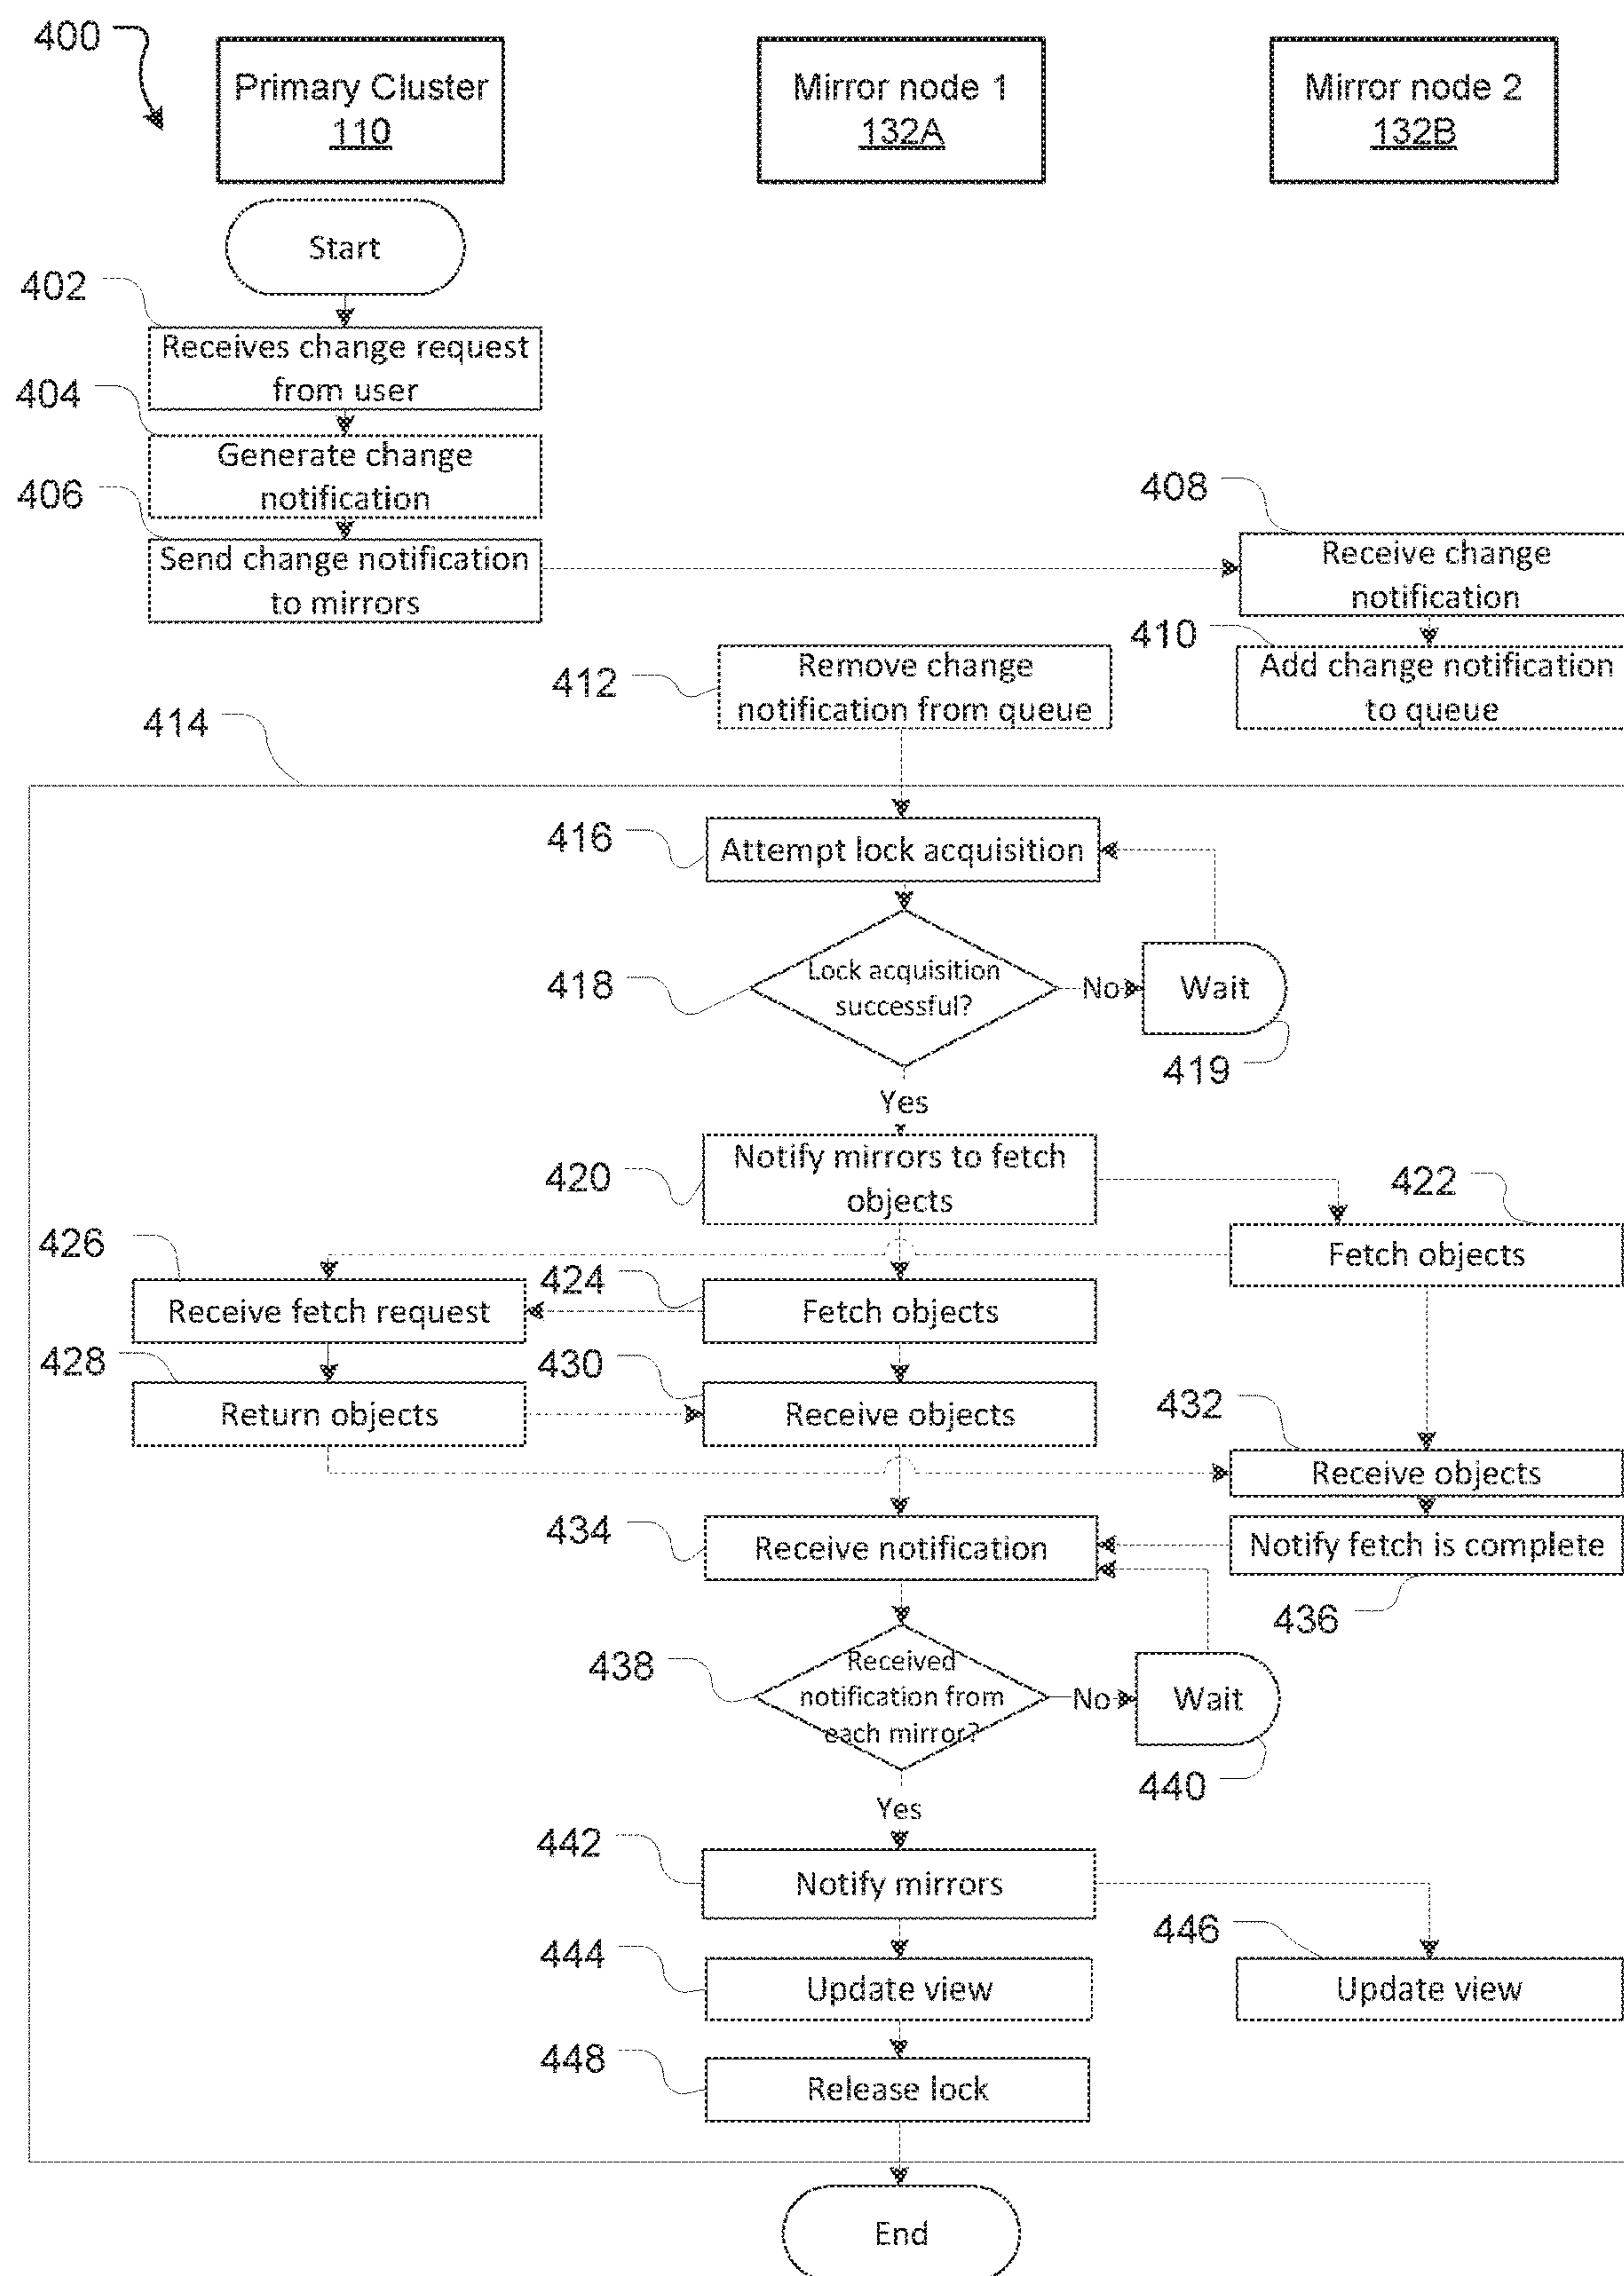 400
Primary Cluster
110
Mirror node 1
132A
Mirror node 2
132B
Start
402
Receives change request
from user
404
Generate change
notification
406
Send change notification
to mirrors
408
Receive change
notification
410
Add change notification
to queue
412
Remove change
notification from queue
414
416
Attempt lock acquisition
418
Lock acquisition
successful?
No
Wait
419
Yes
420
Notify mirrors to fetch
objects
422
Fetch objects
426
Receive fetch request
424
Fetch objects
428
Return objects
430
Receive objects
432
Receive objects
434
Receive notification
Notify fetch is complete
436
438
Received
notification from
each mirror?
No
Wait
440
Yes
442
Notify mirrors
444
Update view
446
Update view
448
Release lock
End